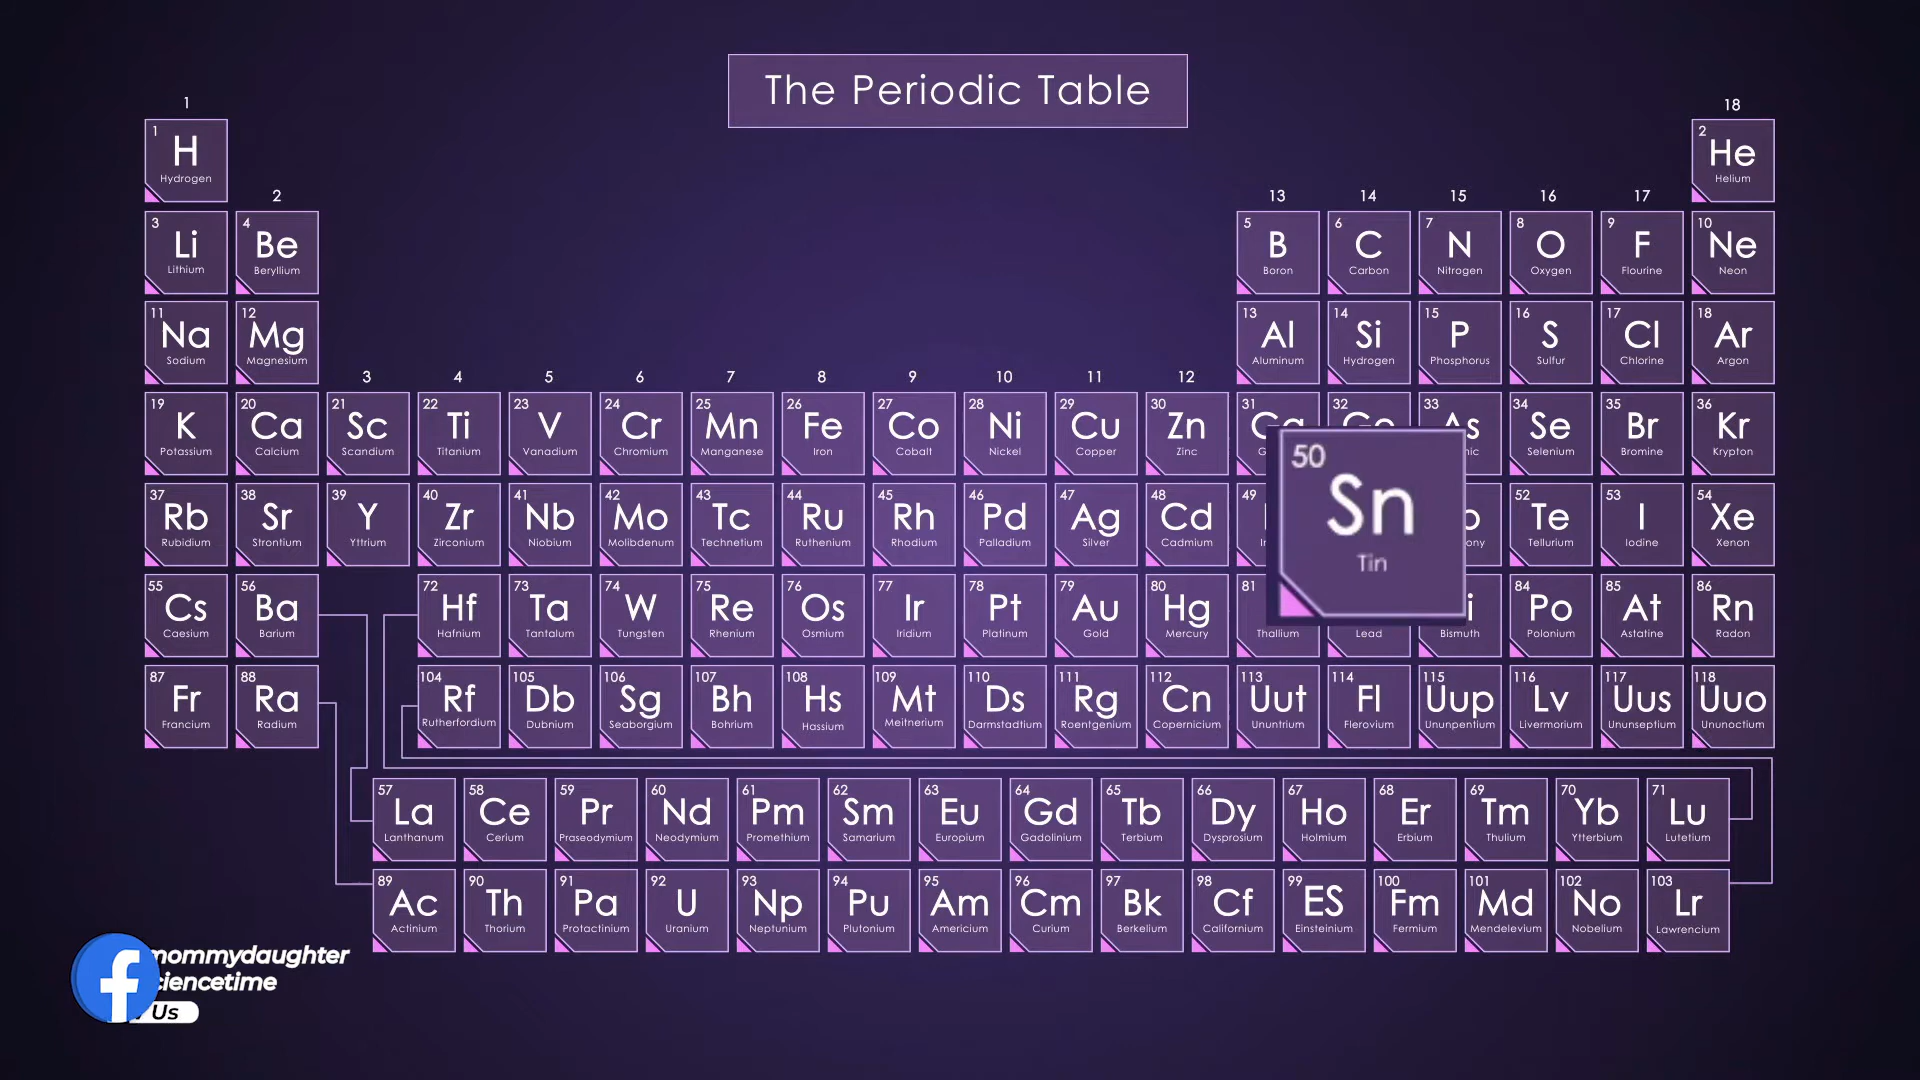 The Periodic Table
1 18
1 H Hydrogen 2 He Helium
2 13 14 15 16 17
3 Li Lithium 4 Be Beryllium 5 B Boron 6 C Carbon 7 N Nitrogen 8 O Oxygen 9 F Flourine 10 Ne Neon
11 Na Sodium 12 Mg Magnesium 13 Al Aluminum 14 Si Hydrogen 15 P Phosphorus 16 S Sulfur 17 Cl Chlorine 18 Ar Argon
3 4 5 6 7 8 9 10 11 12
19 K Potassium 20 Ca Calcium 21 Sc Scandium 22 Ti Titanium 23 V Vanadium 24 Cr Chromium 25 Mn Manganese 26 Fe Iron 27 Co Cobalt 28 Ni Nickel 29 Cu Copper 30 Zn Zinc 31 32 33 As 34 Se Selenium 35 Br Bromine 36 Kr Krypton
37 Rb Rubidium 38 Sr Strontium 39 Y Yttrium 40 Zr Zirconium 41 Nb Niobium 42 Mo Molibdenum 43 Tc Technetium 44 Ru Ruthenium 45 Rh Rhodium 46 Pd Palladium 47 Ag Silver 48 Cd Cadmium 49 50 Sn Tin 52 Te Tellurium 53 I Iodine 54 Xe Xenon
55 Cs Caesium 56 Ba Barium 72 Hf Hafnium 73 Ta Tantalum 74 W Tungsten 75 Re Rhenium 76 Os Osmium 77 Ir Iridium 78 Pt Platinum 79 Au Gold 80 Hg Mercury 81 Thallium Lead Bismuth 84 Po Polonium 85 At Astatine 86 Rn Radon
87 Fr Francium 88 Ra Radium 104 Rf Rutherfordium 105 Db Dubnium 106 Sg Seaborgium 107 Bh Bohrium 108 Hs Hassium 109 Mt Meitnerium 110 Ds Darmstadtium 111 Rg Roentgenium 112 Cn Copernicium 113 Uut Ununtrium 114 Fl Flerovium 115 Uup Ununpentium 116 Lv Livermorium 117 Uus Ununseptium 118 Uuo Ununoctium
57 La Lanthanum 58 Ce Cerium 59 Pr Praseodymium 60 Nd Neodymium 61 Pm Promethium 62 Sm Samarium 63 Eu Europium 64 Gd Gadolinium 65 Tb Terbium 66 Dy Dysprosium 67 Ho Holmium 68 Er Erbium 69 Tm Thulium 70 Yb Ytterbium 71 Lu Lutetium
89 Ac Actinium 90 Th Thorium 91 Pa Protactinium 92 U Uranium 93 Np Neptunium 94 Pu Plutonium 95 Am Americium 96 Cm Curium 97 Bk Berkelium 98 Cf Californium 99 ES Einsteinium 100 Fm Fermium 101 Md Mendelevium 102 No Nobelium 103 Lr Lawrencium
mommydaughter
ciencetime
Us